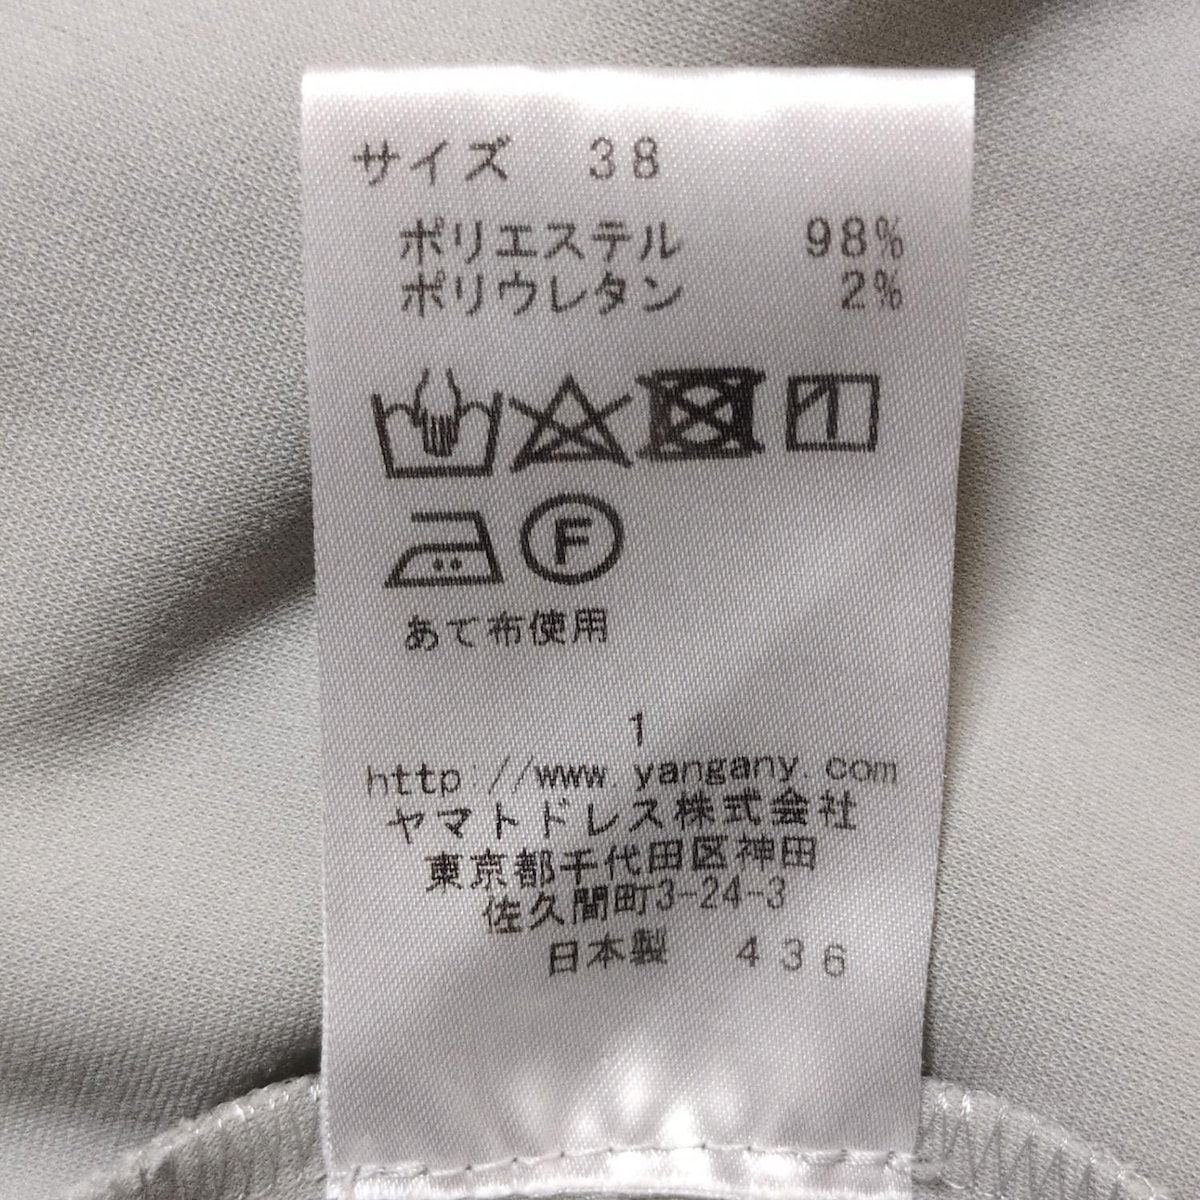 サイズ 38
ポリエステル 98%
ポリウレタン 2%
F
あて布使用
1
http://www.yangany.com
ヤマトドレス株式会社
東京都千代田区神田
佐久間町3-24-3
日本製 436